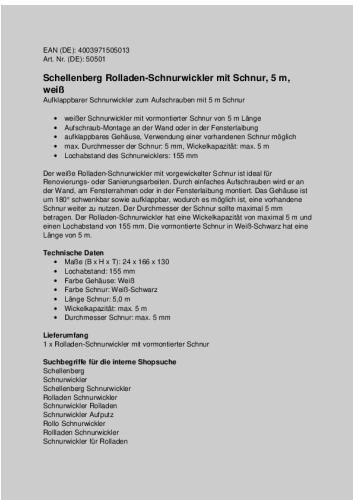 EAN (DE): 4003971505013
Art. Nr. (DE): 50501
Schellenberg Rolladen-Schnurwickler mit Schnur, 5 m,
weiß
Aufklappbarer Schnurwickler zum Aufschrauben mit 5 m Schnur
• weißer Schnurwickler mit vormontierter Schnur von 5 m Länge
• Aufschraub-Montage an der Wand oder in der Fensterlaibung
• aufklappbares Gehäuse, Verwendung einer vorhandenen Schnur möglich
• max. Durchmesser der Schnur: 5 mm, Wickelkapazität: max. 5 m
• Lochabstand des Schnurwicklers: 155 mm
Der weiße Rolladen-Schnurwickler mit vorgewickelter Schnur ist ideal für
Renovierungs- oder Sanierungsarbeiten. Durch einfaches Aufschrauben wird er an
der Wand, am Fensterrahmen oder in der Fensterlaibung montiert. Das Gehäuse ist
um 180° schwenkbar sowie aufklappbar, wodurch es möglich ist, eine vorhandene
Schnur weiter zu nutzen. Der Durchmesser der Schnur sollte maximal 5 mm
betragen. Der Rolladen-Schnurwickler hat eine Wickelkapazität von maximal 5 m und
einen Lochabstand von 155 mm. Die vormontierte Schnur in Weiß-Schwarz hat eine
Länge von 5 m.
Technische Daten
• Maße (B x H x T): 24 x 166 x 130
• Lochabstand: 155 mm
• Farbe Gehäuse: Weiß
• Farbe Schnur: Weiß-Schwarz
• Länge Schnur: 5,0 m
• Wickelkapazität: max. 5 m
• Durchmesser Schnur: max. 5 mm
Lieferumfang
1 x Rolladen-Schnurwickler mit vormontierter Schnur
Suchbegriffe für die interne Shopsuche
Schellenberg
Schnurwickler
Schellenberg Schnurwickler
Rolladen Schnurwickler
Schnurwickler Rolladen
Schnurwickler Aufputz
Rollo Schnurwickler
Rollladen Schnurwickler
Schnurwickler für Rolladen